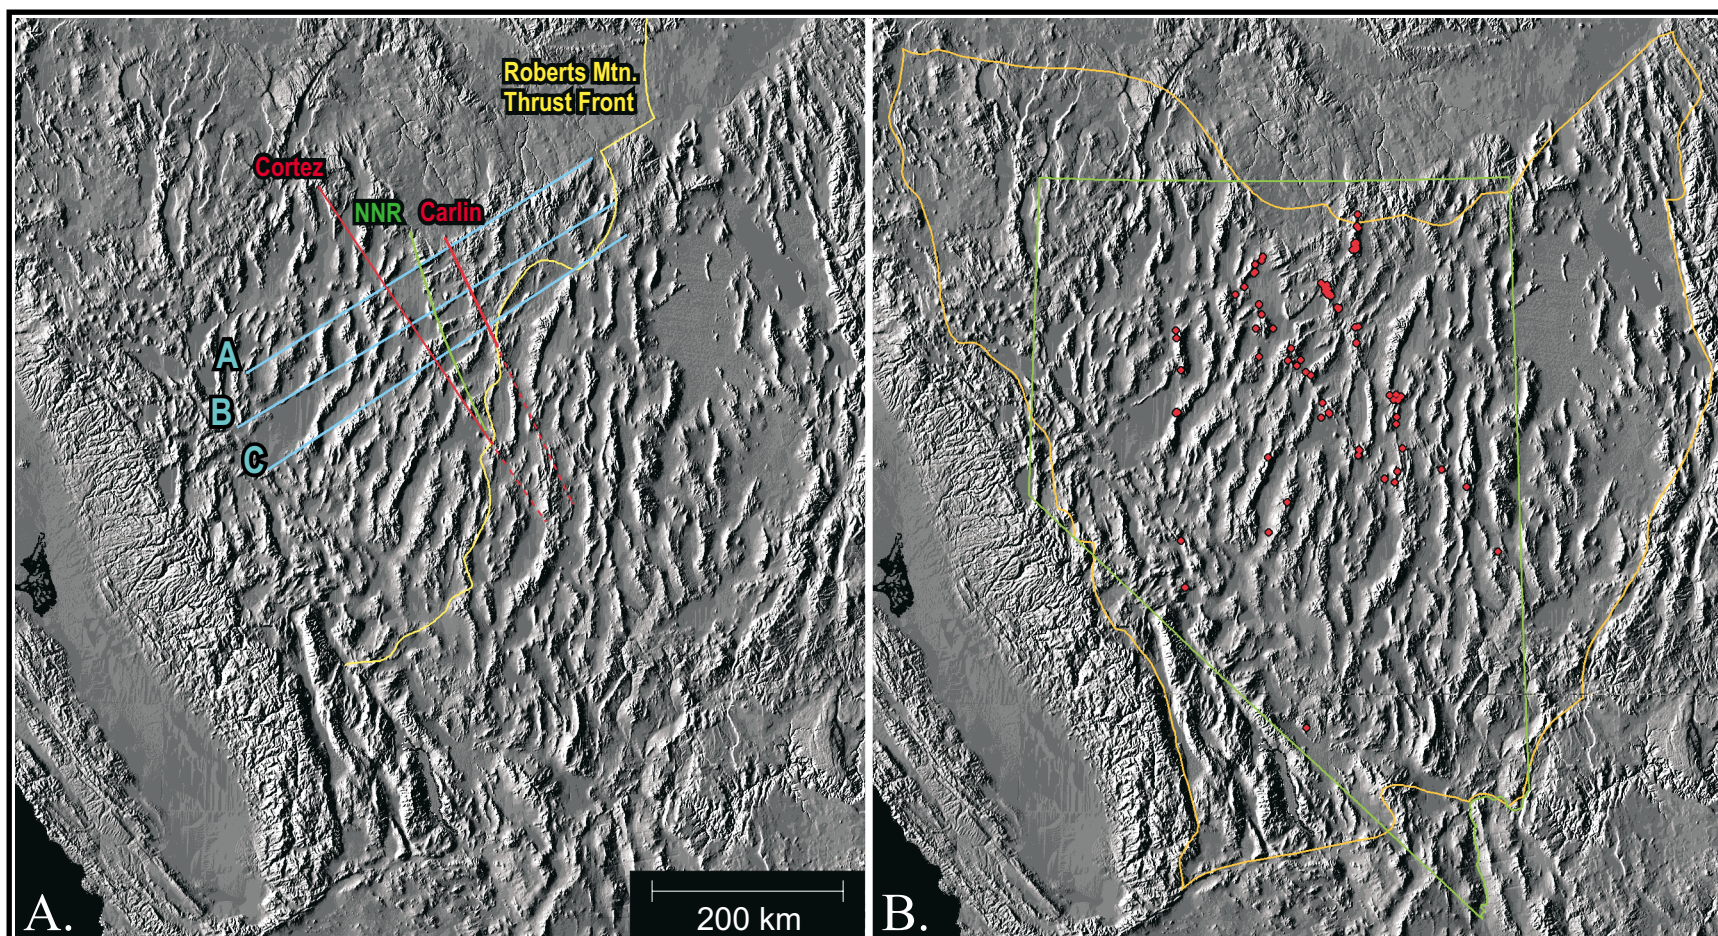 Roberts Mtn.
Thrust Front
Cortez
NNR
Carlin
A
B
C
200 km
A.
B.